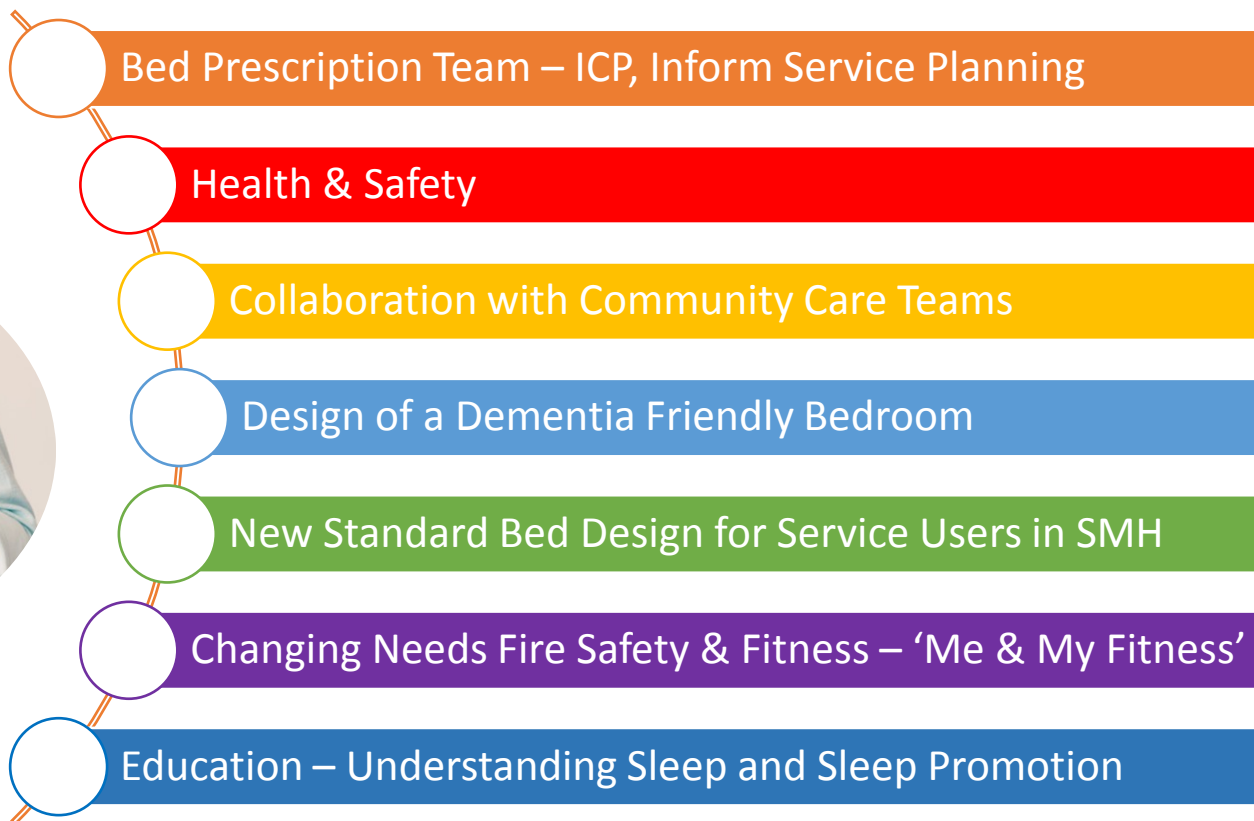 Bed Prescription Team – ICP, Inform Service Planning
Health & Safety
Collaboration with Community Care Teams
Design of a Dementia Friendly Bedroom
New Standard Bed Design for Service Users in SMH
Changing Needs Fire Safety & Fitness – ‘Me & My Fitness’
Education – Understanding Sleep and Sleep Promotion